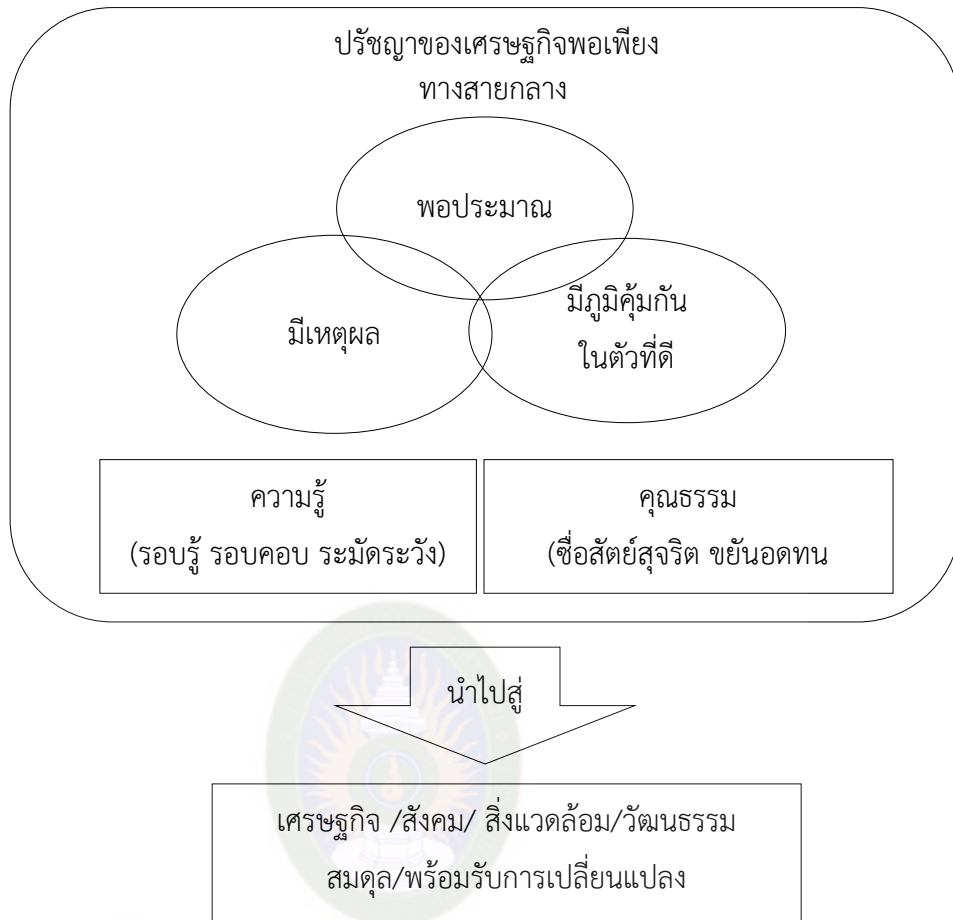 ปรัชญาของเศรษฐกิจพอเพียง
ทางสายกลาง
พอประมาณ
มีเหตุผล
มีภูมิคุ้มกัน
ในตัวที่ดี
ความรู้
(รอบรู้ รอบคอบ ระมัดระวัง)
คุณธรรม
(ซื่อสัตย์สุจริต ขยันอดทน
นำไปสู่
เศรษฐกิจ /สังคม/ สิ่งแวดล้อม/วัฒนธรรม
สมดุล/พร้อมรับการเปลี่ยนแปลง